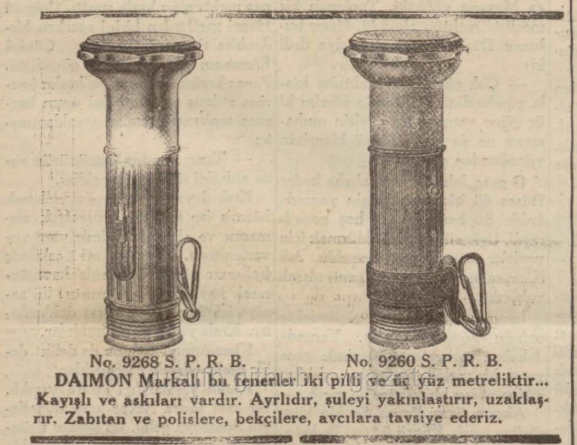 No. 9268 S. P. R. B. No. 9260 S. P. R. B.
DAIMON Markalı bu fenerler iki pilli ve üç yüz metreliktir...
Kayışlı ve askıları vardır. Ayrlıdır, şuleyi yakınlaştırır, uzaklaş-
rır. Zabıtan ve polislere, bekçilere, avcılara tavsiye ederiz.